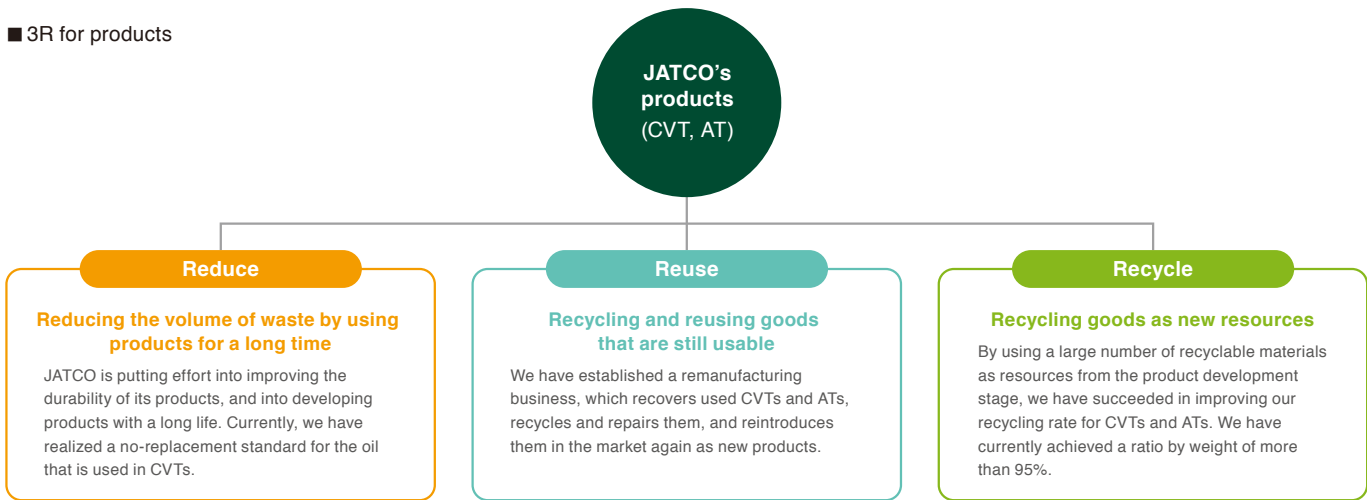 ■ 3R for products
JATCO’s
products
(CVT, AT)
Reduce
Reducing the volume of waste by using
products for a long time
JATCO is putting effort into improving the
durability of its products, and into developing
products with a long life. Currently, we have
realized a no-replacement standard for the oil
that is used in CVTs.
Reuse
Recycling and reusing goods
that are still usable
We have established a remanufacturing
business, which recovers used CVTs and ATs,
recycles and repairs them, and reintroduces
them in the market again as new products.
Recycle
Recycling goods as new resources
By using a large number of recyclable materials
as resources from the product development
stage, we have succeeded in improving our
recycling rate for CVTs and ATs. We have
currently achieved a ratio by weight of more
than 95%.